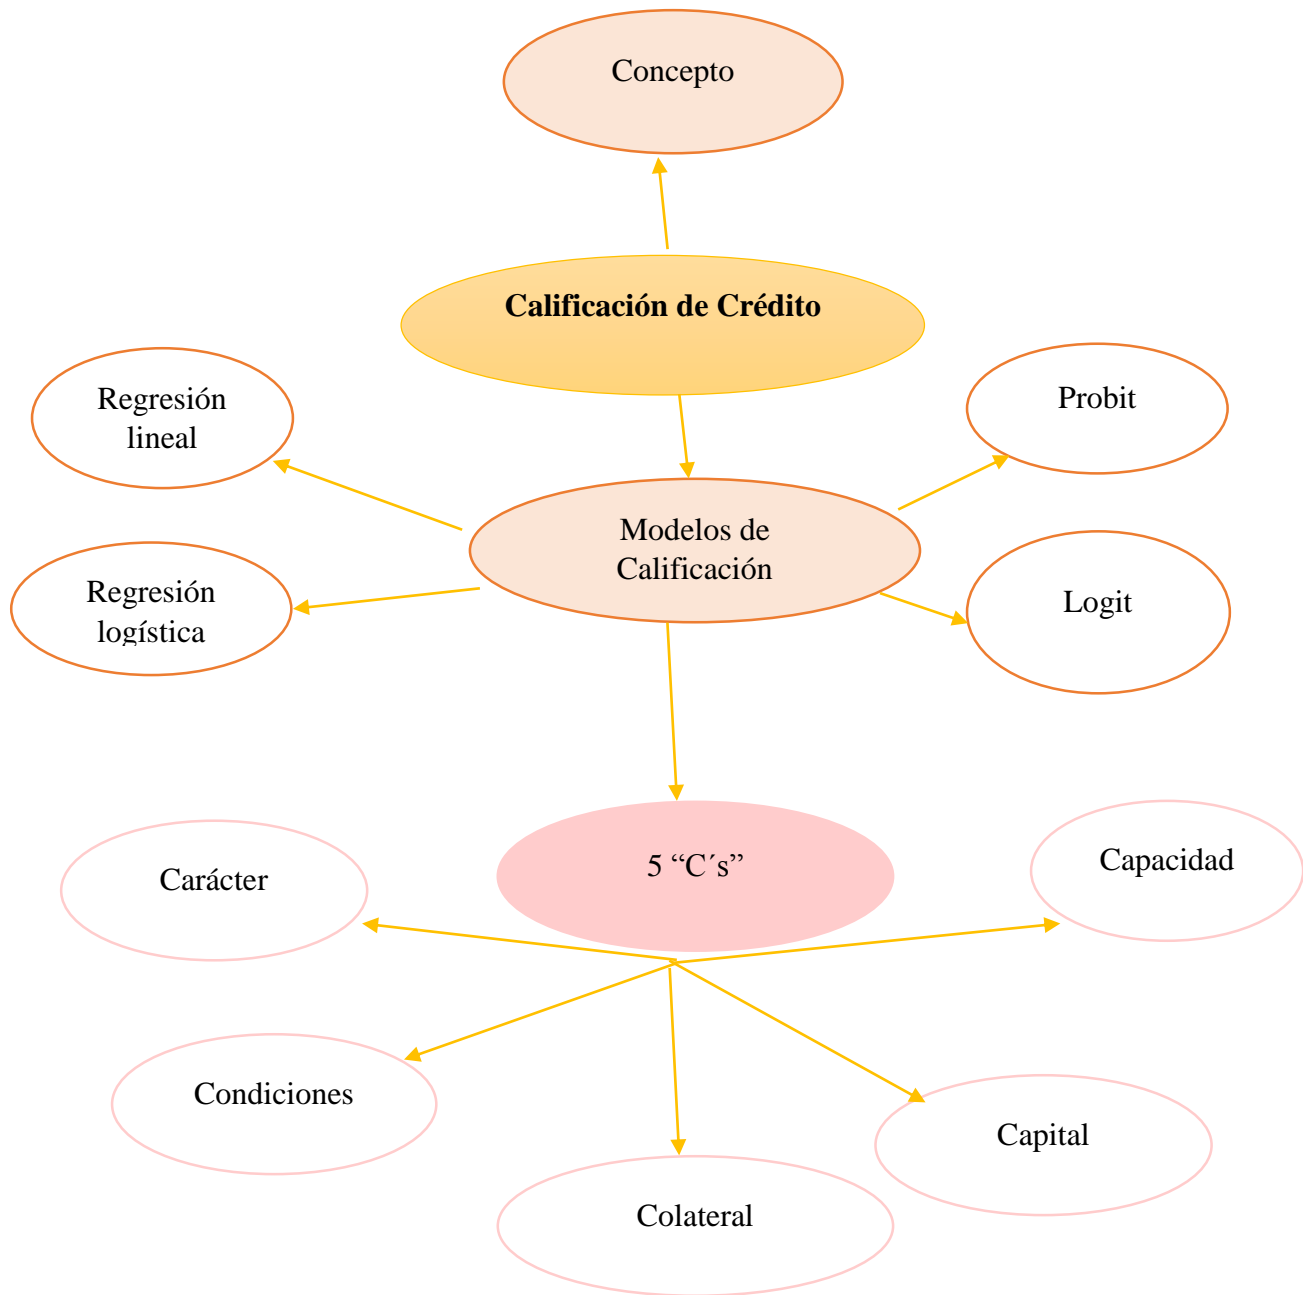 Concepto
Calificación de Crédito
Regresión
lineal
Probit
Modelos de
Calificación
Regresión
logística
Logit
5 “C´s”
Carácter
Capacidad
Condiciones
Capital
Colateral